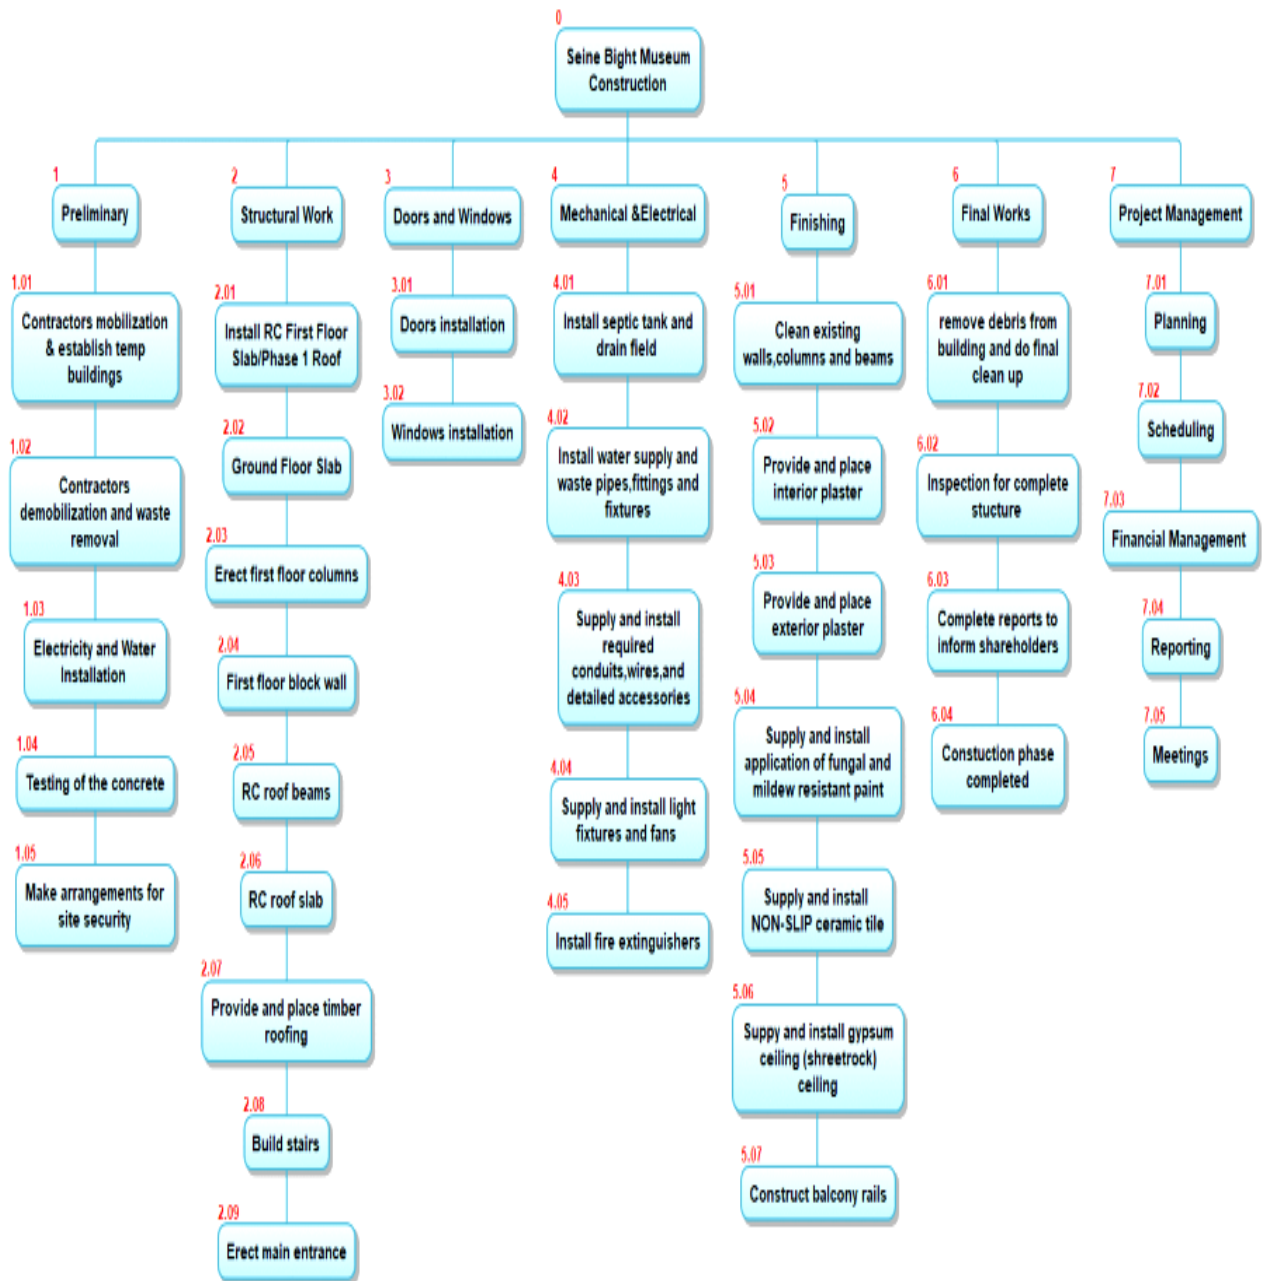 0
Seine Bight Museum
Construction
1
Preliminary
1.01
Contractors mobilization
& establish temp
buildings
1.02
Contractors
demobilization and waste
removal
1.03
Electricity and Water
Installation
1.04
Testing of the concrete
1.05
Make arrangements for
site security
2
Structural Work
2.01
Install RC First Floor
Slab/Phase 1 Roof
2.02
Ground Floor Slab
2.03
Erect first floor columns
2.04
First floor block wall
2.05
RC roof beams
2.06
RC roof slab
2.07
Provide and place timber
roofing
2.08
Build stairs
2.09
Erect main entrance
3
Doors and Windows
3.01
Doors installation
3.02
Windows installation
4
Mechanical &Electrical
4.01
Install septic tank and
drain field
4.02
Install water supply and
waste pipes,fittings and
fixtures
4.03
Supply and install
required
conduits,wires,and
detailed accessories
4.04
Supply and install light
fixtures and fans
4.05
Install fire extinguishers
5
Finishing
5.01
Clean existing
walls,columns and beams
5.02
Provide and place
interior plaster
5.03
Provide and place
exterior plaster
5.04
Supply and install
application of fungal and
mildew resistant paint
5.05
Supply and install
NON-SLIP ceramic tile
5.06
Suppy and install gypsum
ceiling (shreetrock)
ceiling
5.07
Construct balcony rails
6
Final Works
6.01
remove debris from
building and do final
clean up
6.02
Inspection for complete
stucture
6.03
Complete reports to
inform shareholders
6.04
Constuction phase
completed
7
Project Management
7.01
Planning
7.02
Scheduling
7.03
Financial Management
7.04
Reporting
7.05
Meetings